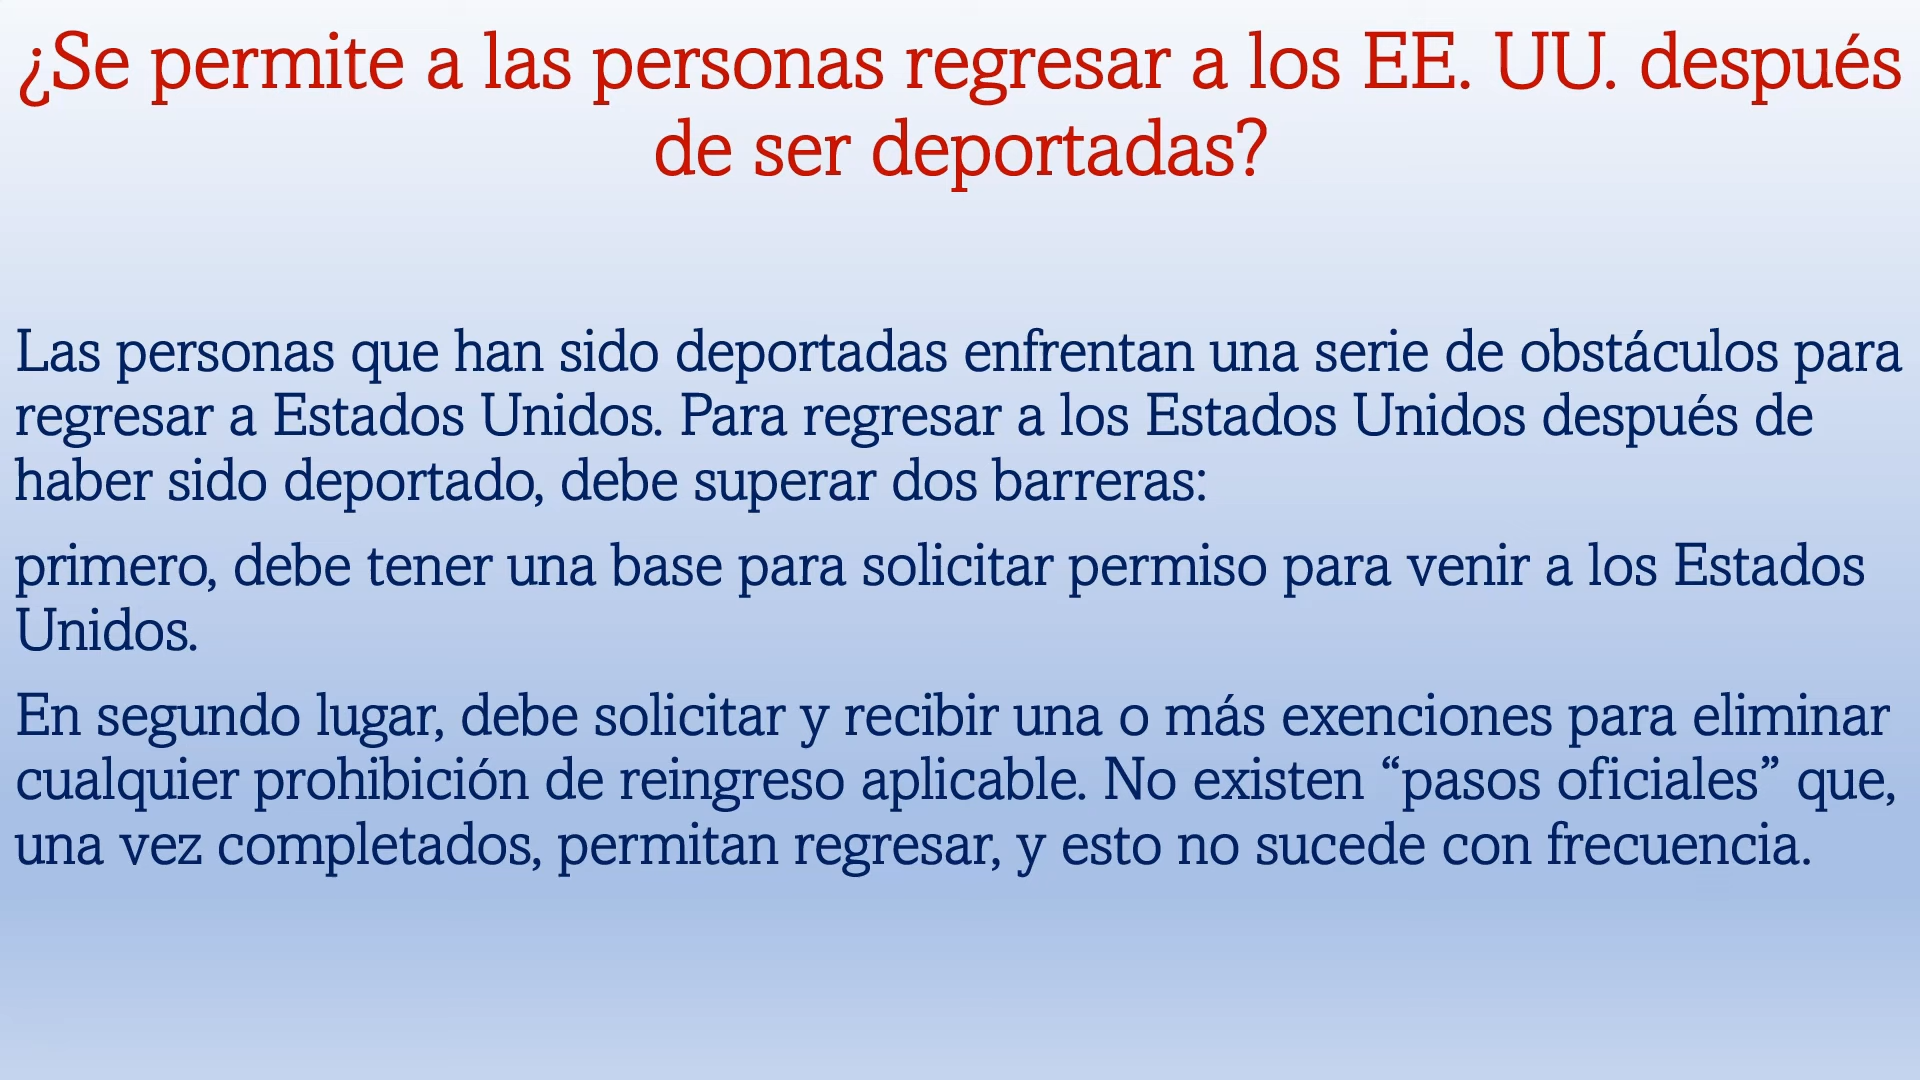 ¿Se permite a las personas regresar a los EE. UU. después
de ser deportadas?
Las personas que han sido deportadas enfrentan una serie de obstáculos para
regresar a Estados Unidos. Para regresar a los Estados Unidos después de
haber sido deportado, debe superar dos barreras:
primero, debe tener una base para solicitar permiso para venir a los Estados
Unidos.
En segundo lugar, debe solicitar y recibir una o más exenciones para eliminar
cualquier prohibición de reingreso aplicable. No existen “pasos oficiales” que,
una vez completados, permitan regresar, y esto no sucede con frecuencia.